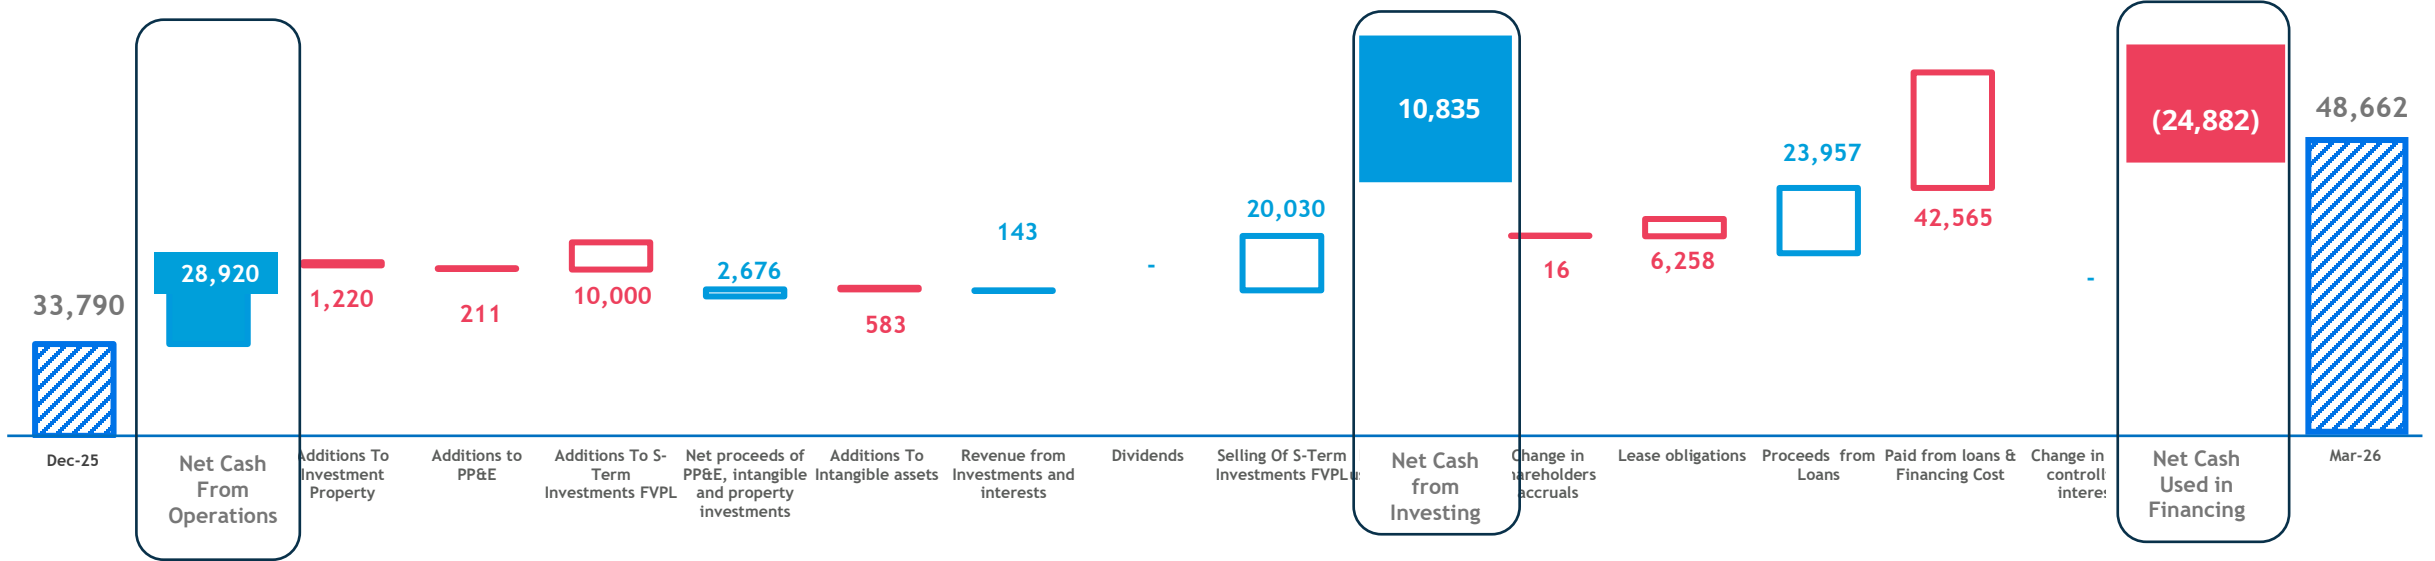 33,790
28,920
1,220
211
10,000
2,676
583
143
-
20,030
10,835
16
6,258
23,957
42,565
-
(24,882)
48,662
Dec-25
Net Cash
From
Operations
Additions To
Investment
Property
Additions to
PP&E
Additions To S-
Term
Investments FVPL
Net proceeds of
PP&E, intangible
and property
investments
Additions To
Intangible assets
Revenue from
Investments and
interests
Dividends
Selling Of S-Term
Investments FVPL
Net Cash
from
Investing
Change in
areholders
accruals
Lease obligations
Proceeds from
Loans
Paid from loans &
Financing Cost
Change in
controll
interes
Net Cash
Used in
Financing
Mar-26